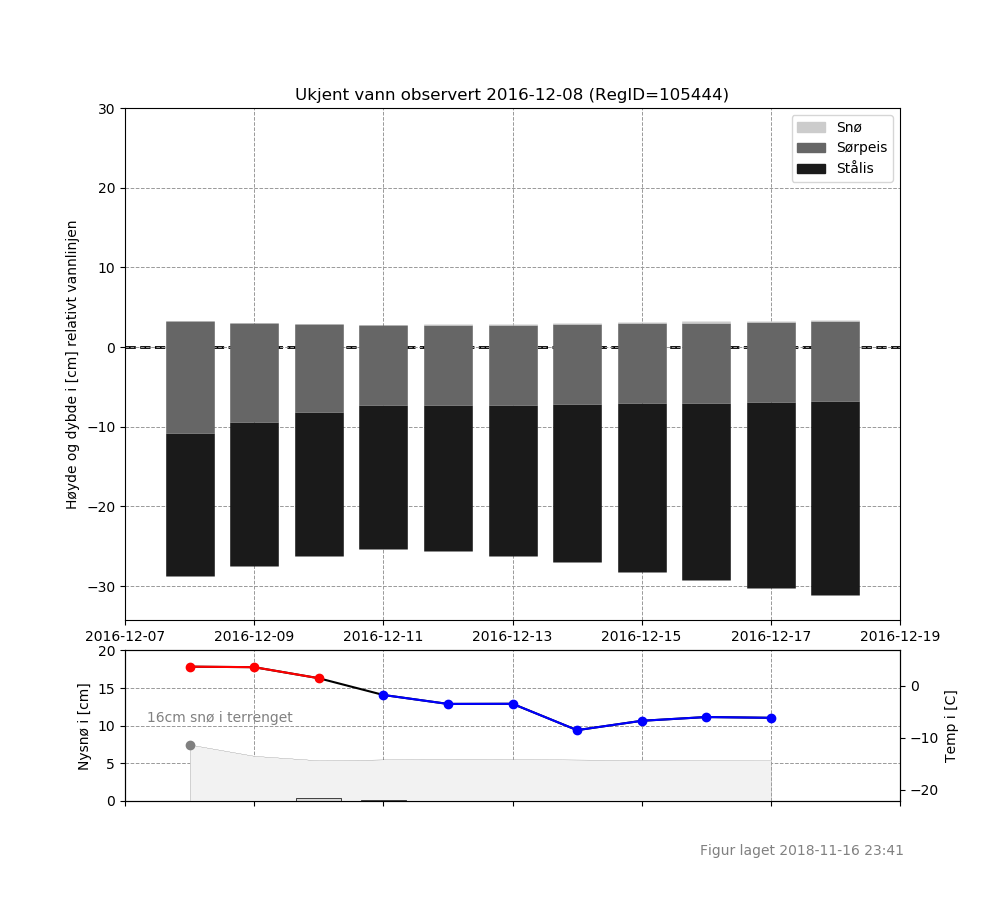 Ukjent vann observert 2016-12-08 (RegID=105444)
Høyde og dybde i [cm] relativt vannlinjen
30
20
10
0
−10
−20
−30
Snø
Sørpeis
Stålis
2016-12-07
2016-12-09
2016-12-11
2016-12-13
2016-12-15
2016-12-17
2016-12-19
Nysnø i [cm]
20
15
10
5
0
16cm snø i terrenget
0
−10
−20
Temp i [C]
Figur laget 2018-11-16 23:41